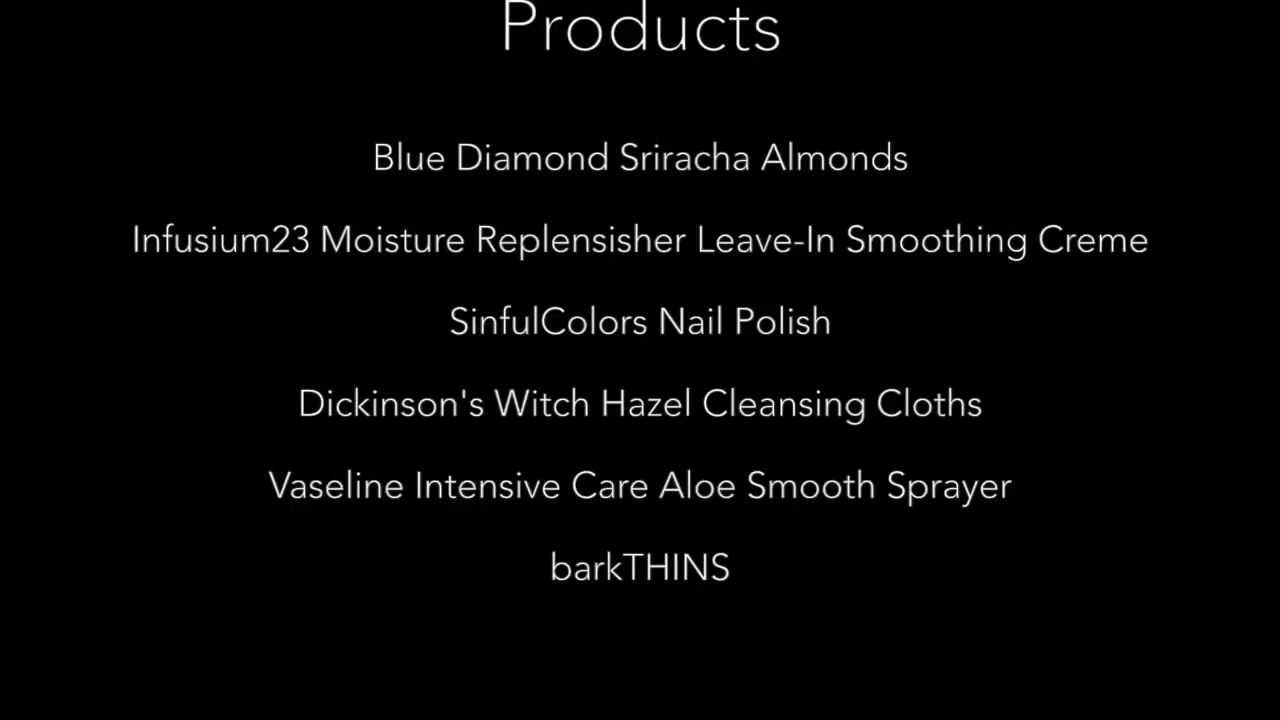 Products
Blue Diamond Sriracha Almonds
Infusium23 Moisture Replensisher Leave-In Smoothing Creme
SinfulColors Nail Polish
Dickinson's Witch Hazel Cleansing Cloths
Vaseline Intensive Care Aloe Smooth Sprayer
barkTHINS